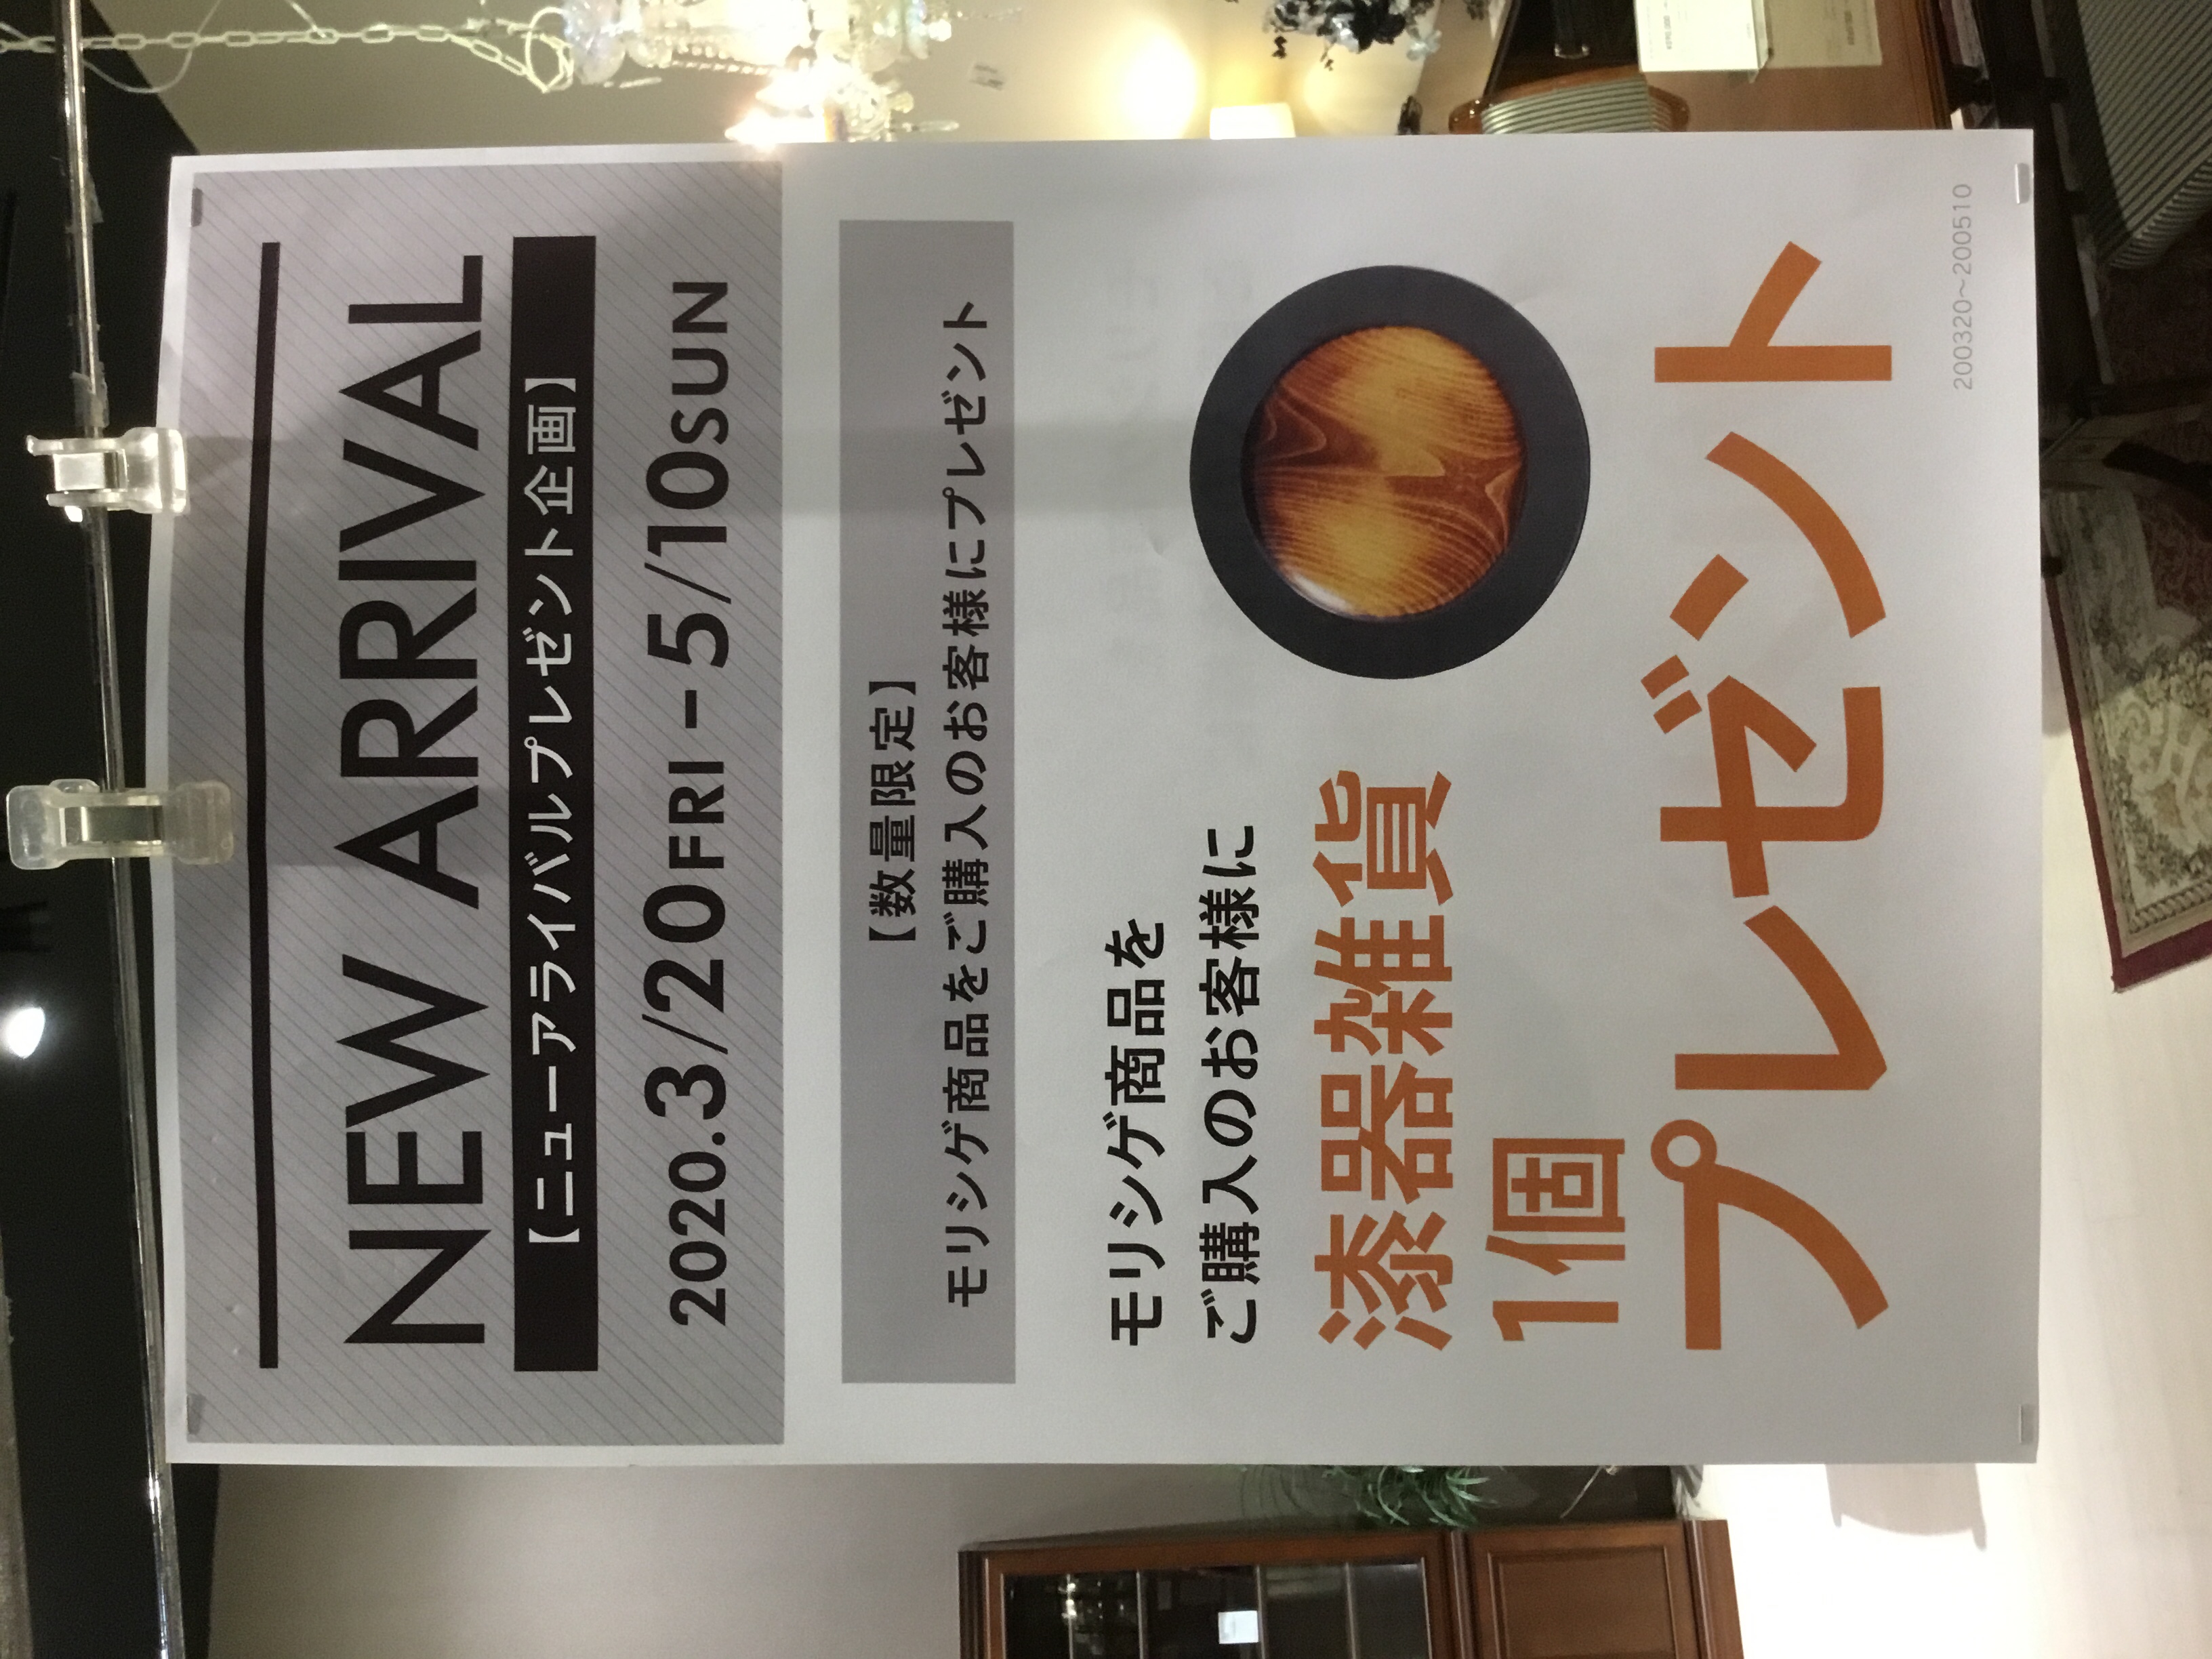 NEW ARRIVAL
【ニューアライバルプレゼント企画】
2020.3/20FRI－5/10SUN
【数量限定】
モリシゲ商品をご購入のお客様にプレゼント
モリシゲ商品を
ご購入のお客様に
漆器雑貨
1個
プレゼント
200320~200510